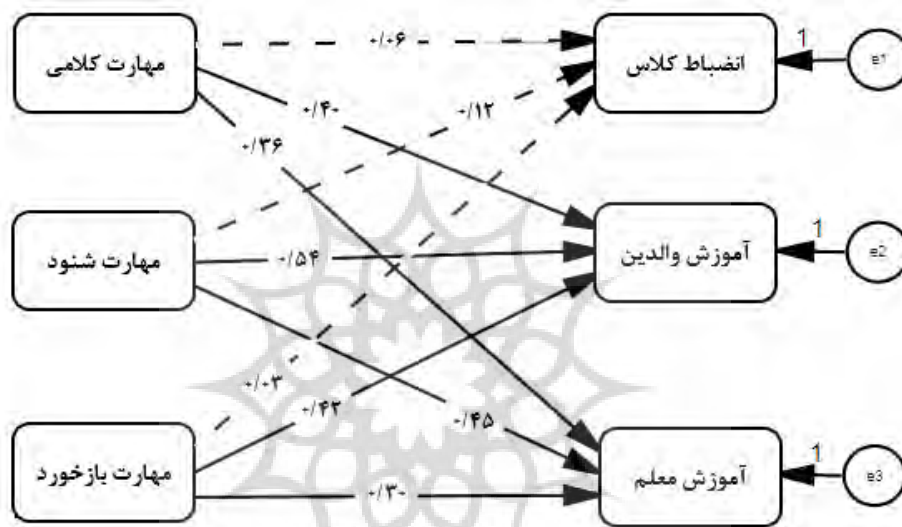 مهارت کلامی
۰/۰۶
انضباط کلاس
1
e1
۰/۴۰
۰/۱۲
۰/۳۶
مهارت شنود
۰/۵۴
آموزش والدین
1
e2
۰/۰۳
۰/۴۲
۰/۴۵
مهارت بازخورد
۰/۳۰
آموزش معلم
1
e3